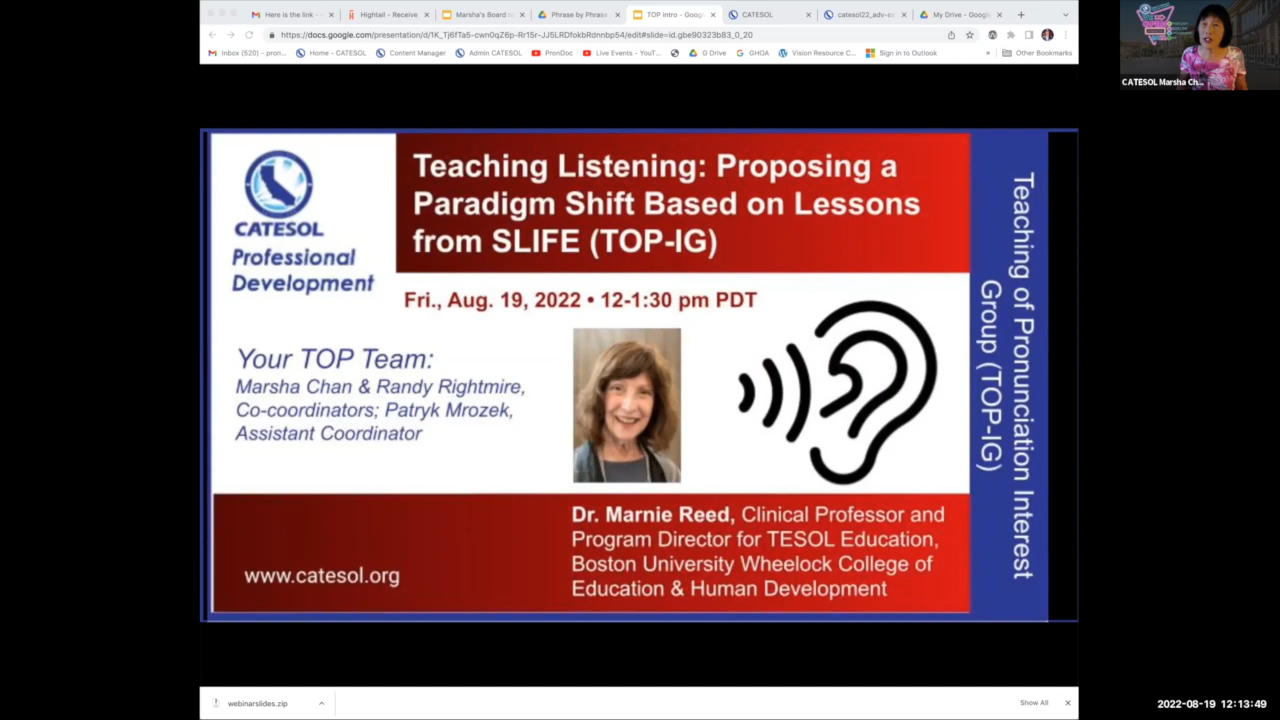 Here is the link -
Hightail - Receive
Marsha's Board
Phrase by Phrase
TOP intro - Goog
CATESOL
catesol22_adv-c
My Drive - Google
https://docs.google.com/presentation/d/1K_Tj6fTa5-cwn0qZ6p-Rr15r-JJ5LRDfokbRdnnbp54/edit#slide=id.gbe90323b83_0_20
Inbox (520) - pron...
Home - CATESOL
Content Manager
Admin CATESOL
PronDoc
Live Events - YouT...
G Drive
GHOA
Vision Resource C...
Sign in to Outlook
»
Other Bookmarks
CATESOL Marsha Ch...
CATESOL
Professional
Development
Teaching Listening: Proposing a
Paradigm Shift Based on Lessons
from SLIFE (TOP-IG)
Fri., Aug. 19, 2022 • 12-1:30 pm PDT
Your TOP Team:
Marsha Chan & Randy Rightmire,
Co-coordinators; Patryk Mrozek,
Assistant Coordinator
Teaching of Pronunciation Interest
Group (TOP-IG)
www.catesol.org
Dr. Marnie Reed, Clinical Professor and
Program Director for TESOL Education,
Boston University Wheelock College of
Education & Human Development
webinarslides.zip
Show All
2022-08-19 12:13:49